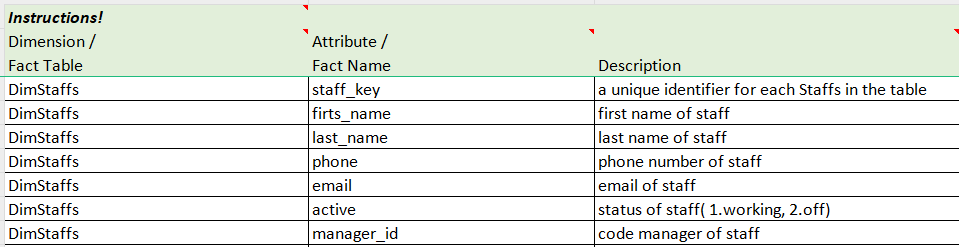 Instructions!
Dimension / Attribute /
Fact Table Fact Name Description
DimStaffs staff_key a unique identifier for each Staffs in the table
DimStaffs firts_name first name of staff
DimStaffs last_name last name of staff
DimStaffs phone phone number of staff
DimStaffs email email of staff
DimStaffs active status of staff( 1.working, 2.off)
DimStaffs manager_id code manager of staff